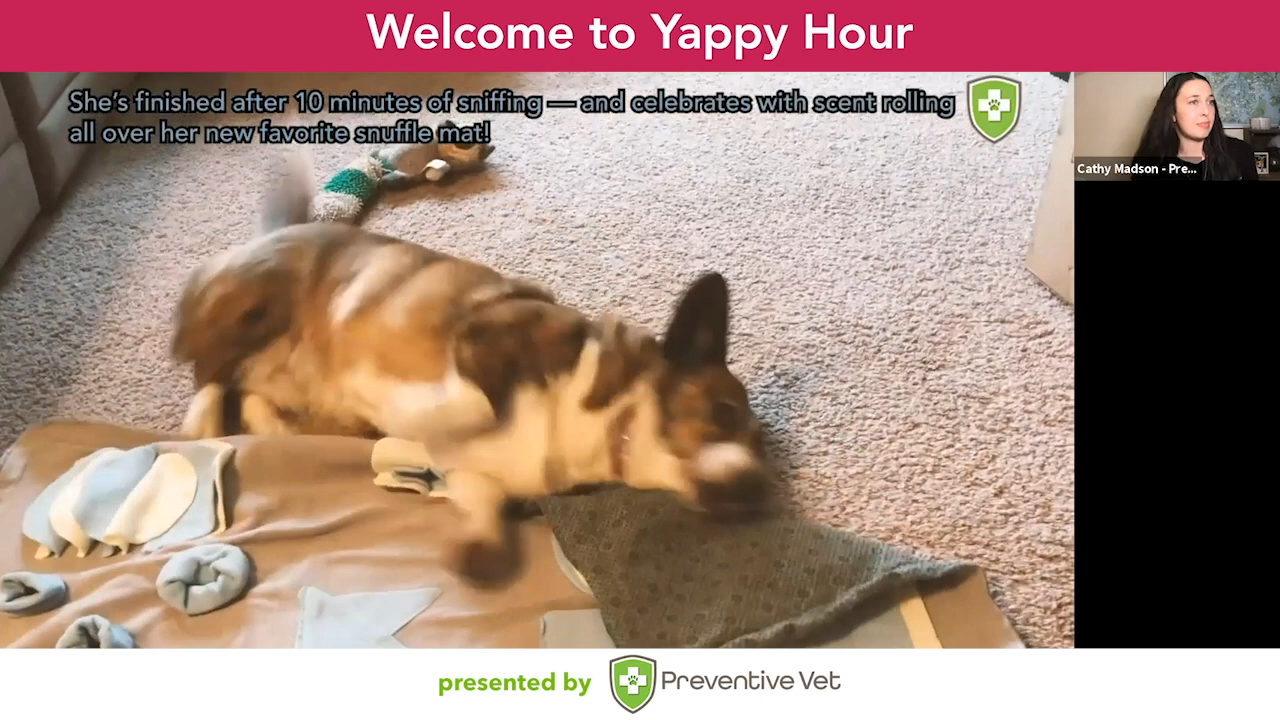 Welcome to Yappy Hour
She's finished after 10 minutes of sniffing — and celebrates with scent rolling
all over her new favorite snuffle mat!
Cathy Madson - Pre...
presented by Preventive Vet